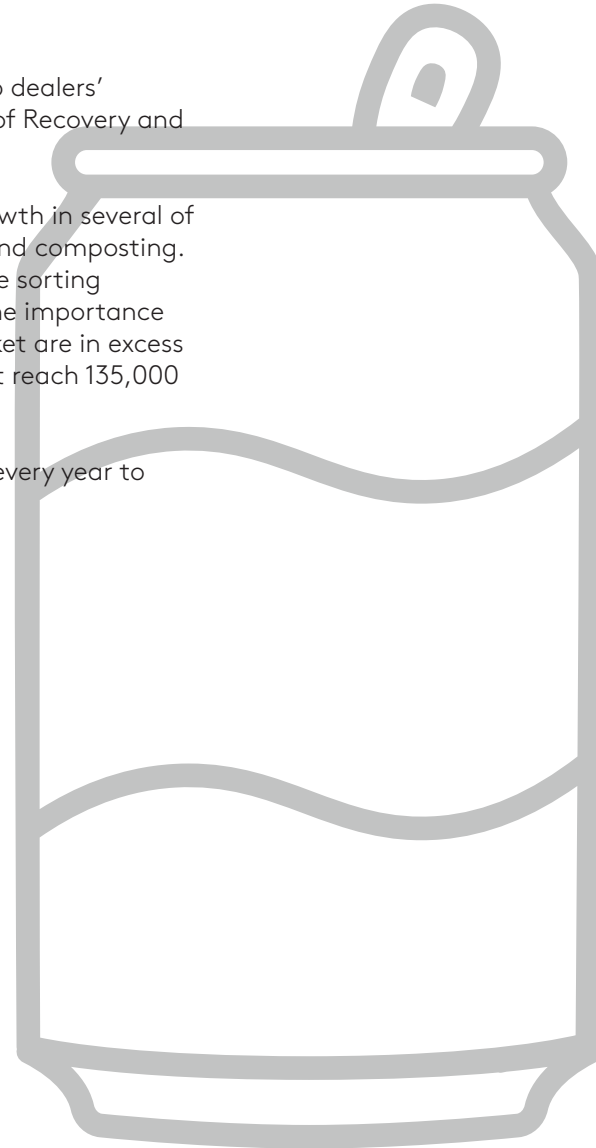 dealers’
of Recovery and
wth in several of
nd composting.
e sorting
he importance
ket are in excess
t reach 135,000
every year to